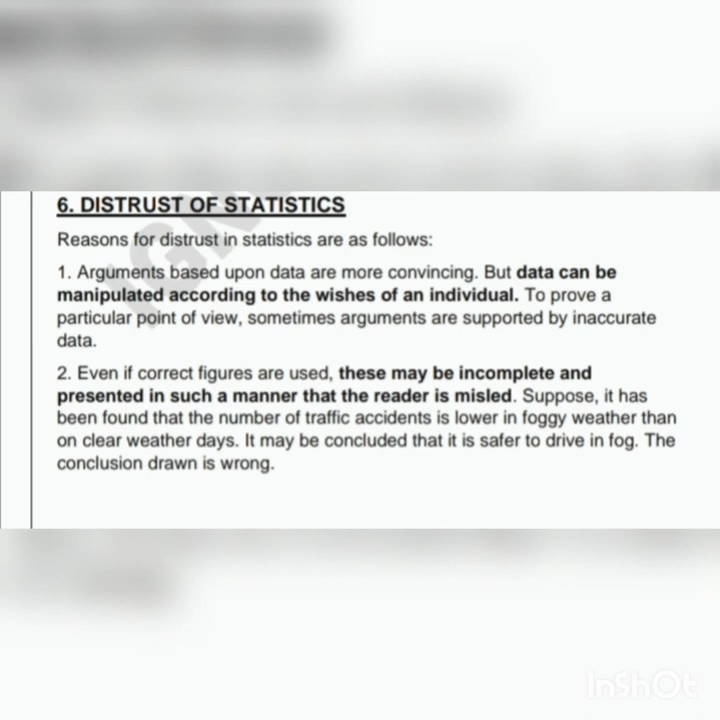 6. DISTRUST OF STATISTICS
Reasons for distrust in statistics are as follows:
1. Arguments based upon data are more convincing. But data can be
manipulated according to the wishes of an individual. To prove a
particular point of view, sometimes arguments are supported by inaccurate
data.
2. Even if correct figures are used, these may be incomplete and
presented in such a manner that the reader is misled. Suppose, it has
been found that the number of traffic accidents is lower in foggy weather than
on clear weather days. It may be concluded that it is safer to drive in fog. The
conclusion drawn is wrong.
InShOt